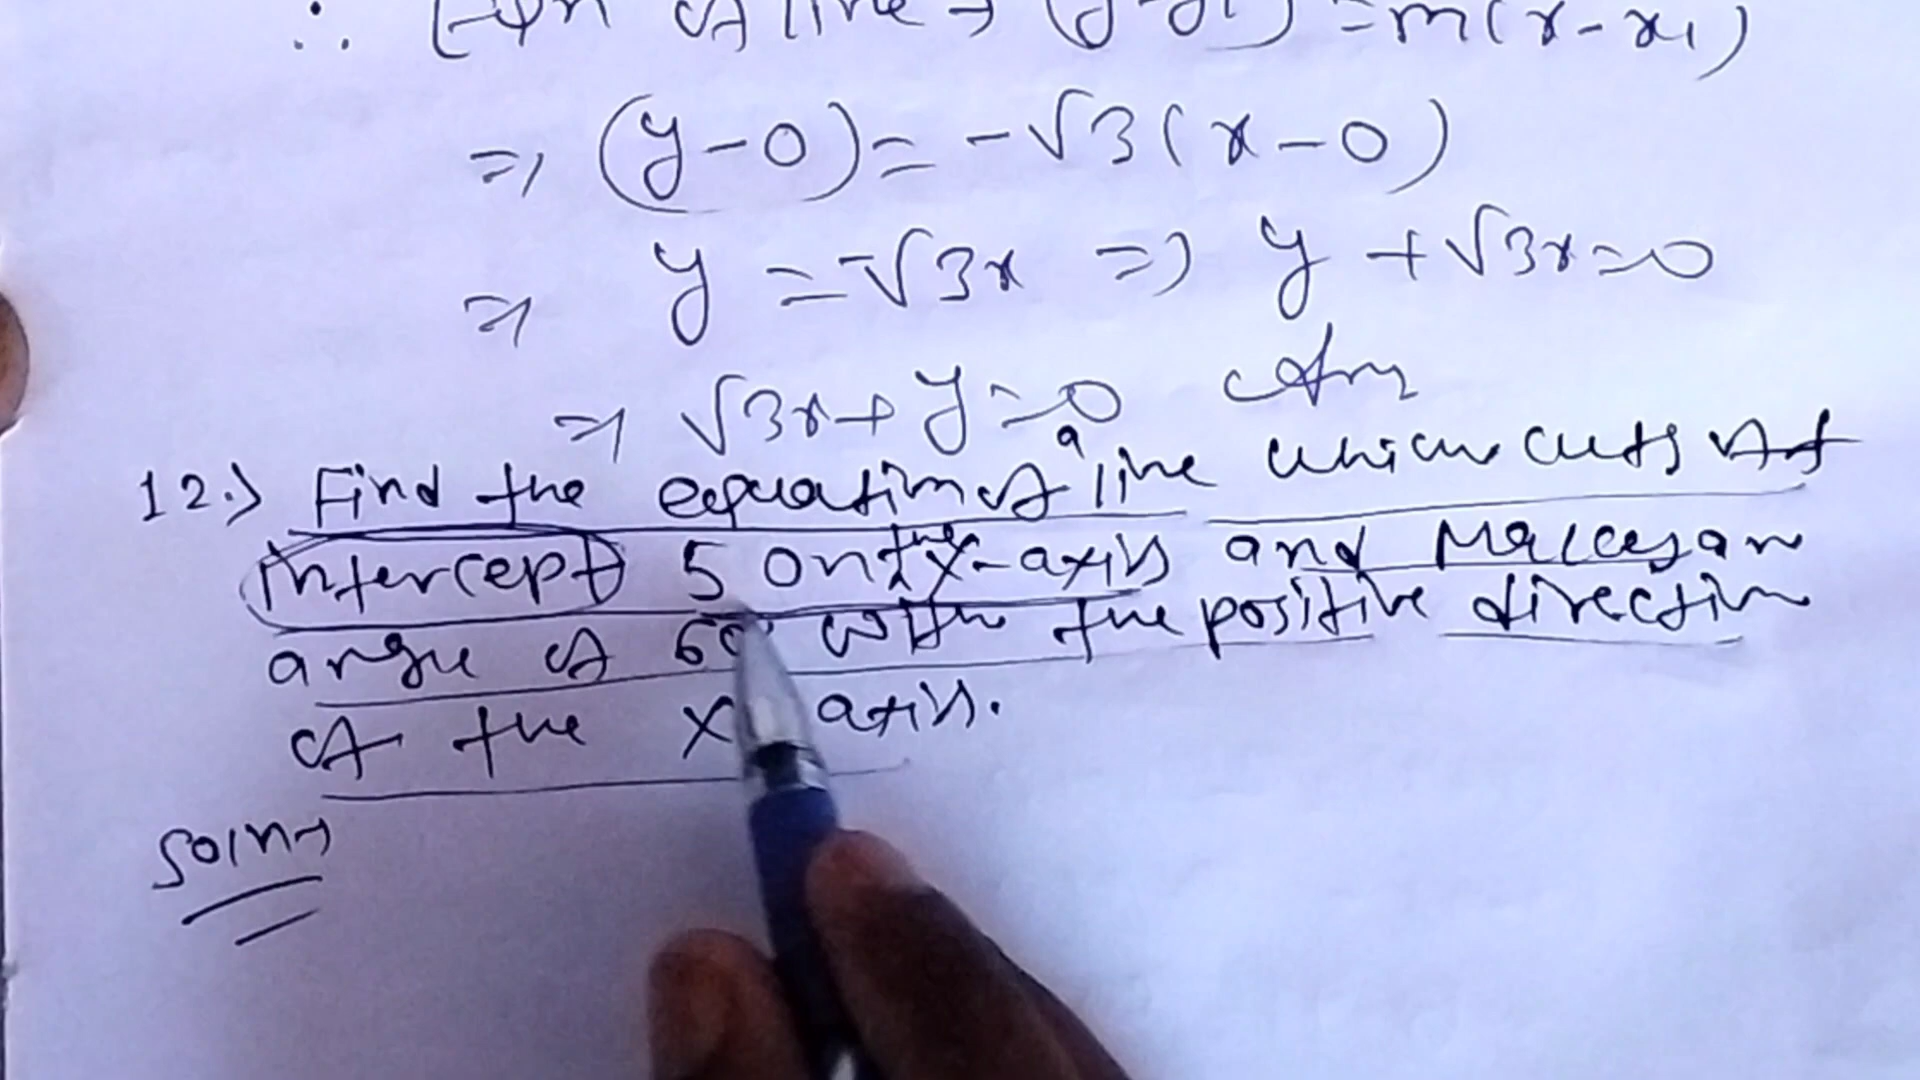 ∴ Eqn of line → (y-y1) = m(x-x1)
⇒ (y-0) = -√3(x-0)
⇒ y = -√3x ⇒ y + √3x=0
⇒ √3x+y=0 Ans
12.) Find the equation of a line which cuts off
intercept 5 on the x-axis and makes an
angle of 60° with the positive direction
of the x axis.
Soln→